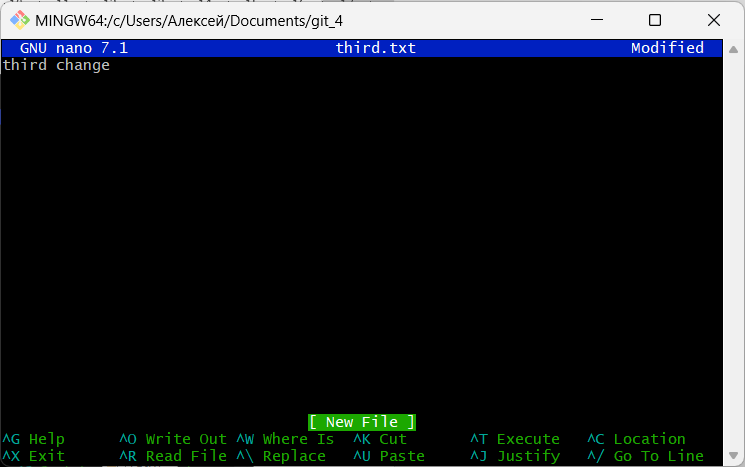 MINGW64:/c/Users/Алексей/Documents/git_4
GNU nano 7.1 third.txt Modified
third change
[ New File ]
^G Help ^O Write Out ^W Where Is ^K Cut ^T Execute ^C Location
^X Exit ^R Read File ^\ Replace ^U Paste ^J Justify ^/ Go To Line